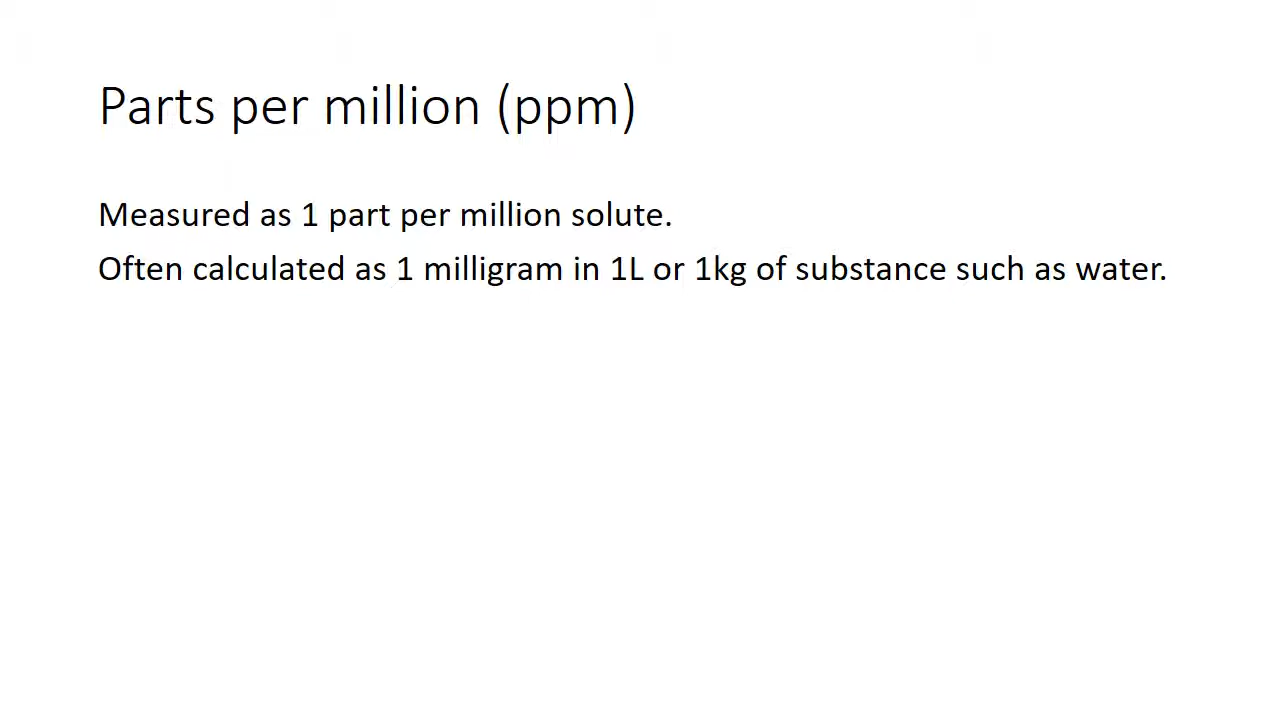 Parts per million (ppm)
Measured as 1 part per million solute.
Often calculated as 1 milligram in 1L or 1kg of substance such as water.